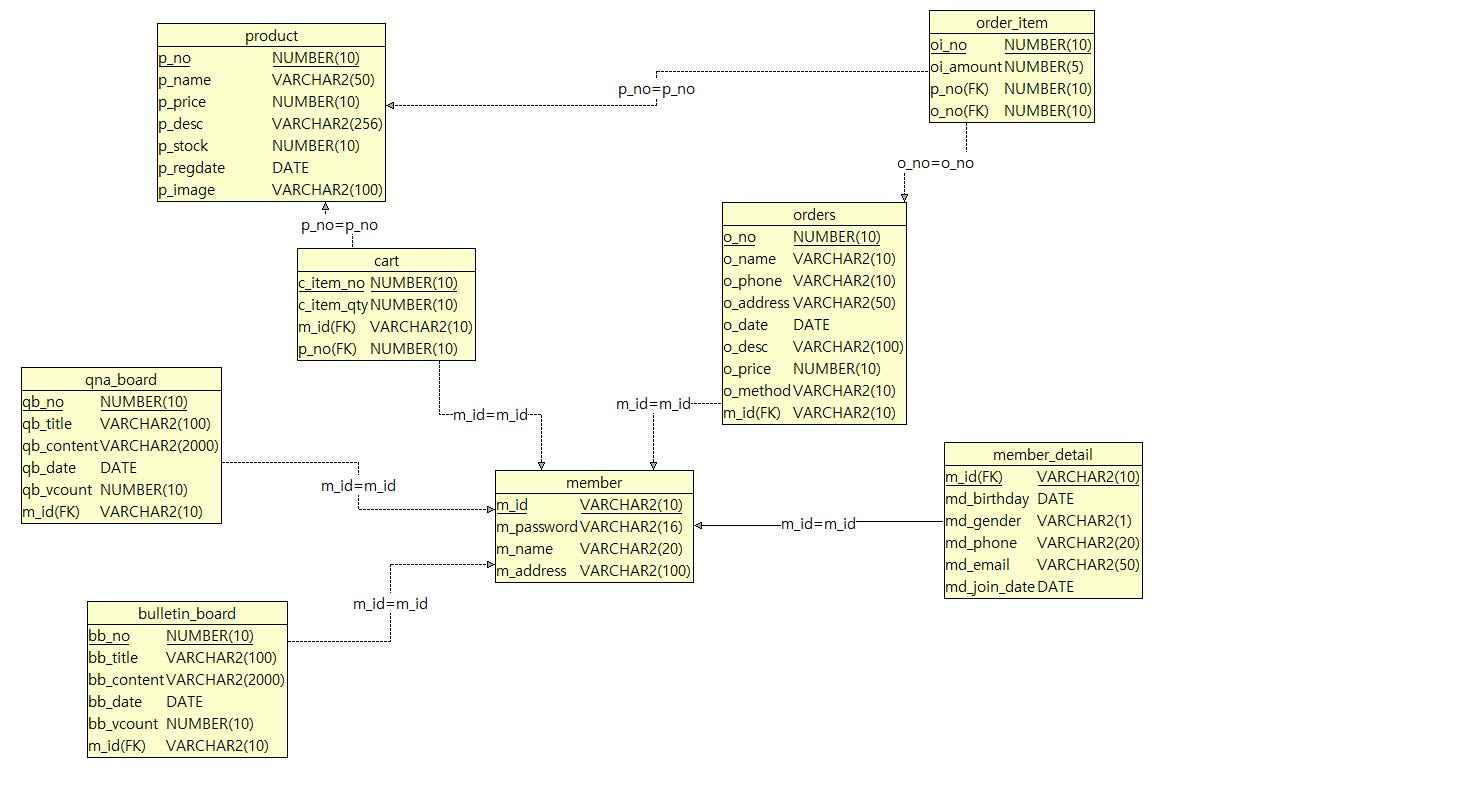 product
p_no NUMBER(10)
p_name VARCHAR2(50)
p_price NUMBER(10)
p_desc VARCHAR2(256)
p_stock NUMBER(10)
p_regdate DATE
p_image VARCHAR2(100)
order_item
oi_no NUMBER(10)
oi_amount NUMBER(5)
p_no(FK) NUMBER(10)
o_no(FK) NUMBER(10)
p_no=p_no
o_no=o_no
p_no=p_no
orders
o_no NUMBER(10)
o_name VARCHAR2(10)
o_phone VARCHAR2(10)
o_address VARCHAR2(50)
o_date DATE
o_desc VARCHAR2(100)
o_price NUMBER(10)
o_method VARCHAR2(10)
m_id(FK) VARCHAR2(10)
cart
c_item_no NUMBER(10)
c_item_qty NUMBER(10)
m_id(FK) VARCHAR2(10)
p_no(FK) NUMBER(10)
qna_board
qb_no NUMBER(10)
qb_title VARCHAR2(100)
qb_content VARCHAR2(2000)
qb_date DATE
qb_vcount NUMBER(10)
m_id(FK) VARCHAR2(10)
m_id=m_id
m_id=m_id
m_id=m_id
member
m_id VARCHAR2(10)
m_password VARCHAR2(16)
m_name VARCHAR2(20)
m_address VARCHAR2(100)
m_id=m_id
member_detail
m_id(FK) VARCHAR2(10)
md_birthday DATE
md_gender VARCHAR2(1)
md_phone VARCHAR2(20)
md_email VARCHAR2(50)
md_join_date DATE
m_id=m_id
bulletin_board
bb_no NUMBER(10)
bb_title VARCHAR2(100)
bb_content VARCHAR2(2000)
bb_date DATE
bb_vcount NUMBER(10)
m_id(FK) VARCHAR2(10)